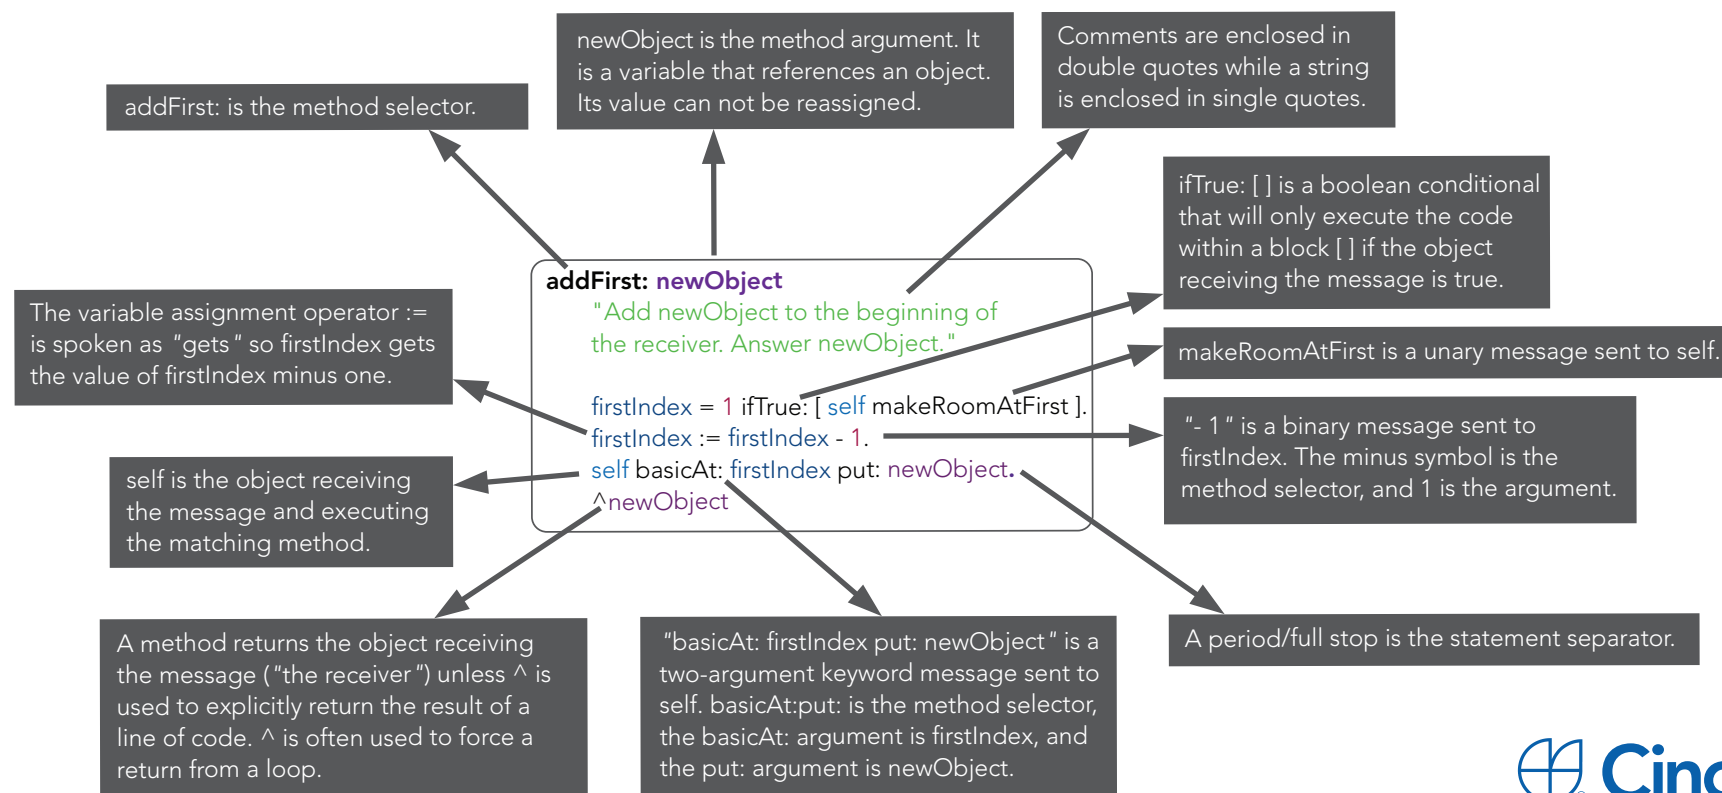 newObject is the method argument. It
is a variable that references an object.
Its value can not be reassigned.
Comments are enclosed in
double quotes while a string
is enclosed in single quotes.
addFirst: is the method selector.
ifTrue: [ ] is a boolean conditional
that will only execute the code
within a block [ ] if the object
receiving the message is true.
The variable assignment operator :=
is spoken as "gets" so firstIndex gets
the value of firstIndex minus one.
addFirst: newObject
"Add newObject to the beginning of
the receiver. Answer newObject."
firstIndex = 1 ifTrue: [ self makeRoomAtFirst ].
firstIndex := firstIndex - 1.
self basicAt: firstIndex put: newObject.
^newObject
makeRoomAtFirst is a unary message sent to self.
"- 1" is a binary message sent to
firstIndex. The minus symbol is the
method selector, and 1 is the argument.
self is the object receiving
the message and executing
the matching method.
A method returns the object receiving
the message ("the receiver") unless ^ is
used to explicitly return the result of a
line of code. ^ is often used to force a
return from a loop.
"basicAt: firstIndex put: newObject" is a
two-argument keyword message sent to
self. basicAt:put: is the method selector,
the basicAt: argument is firstIndex, and
the put: argument is newObject.
A period/full stop is the statement separator.